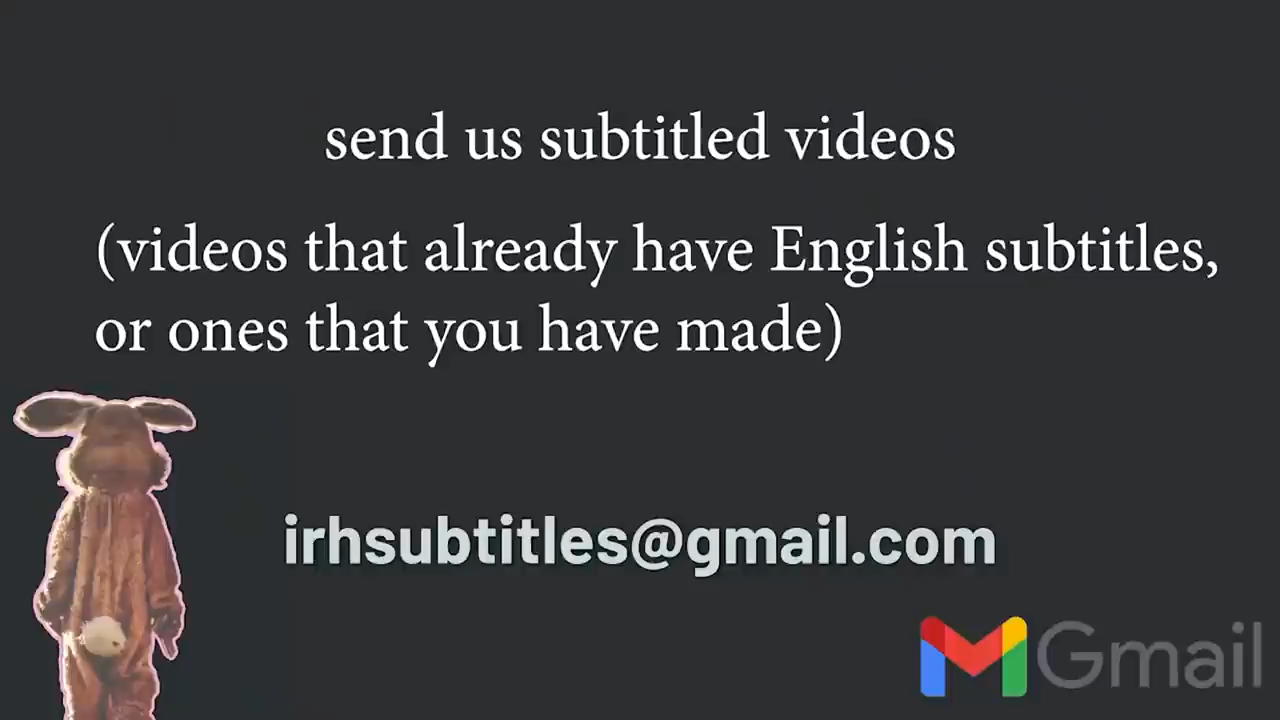 send us subtitled videos
(videos that already have English subtitles,
or ones that you have made)
irhsubtitles@gmail.com
Gmail